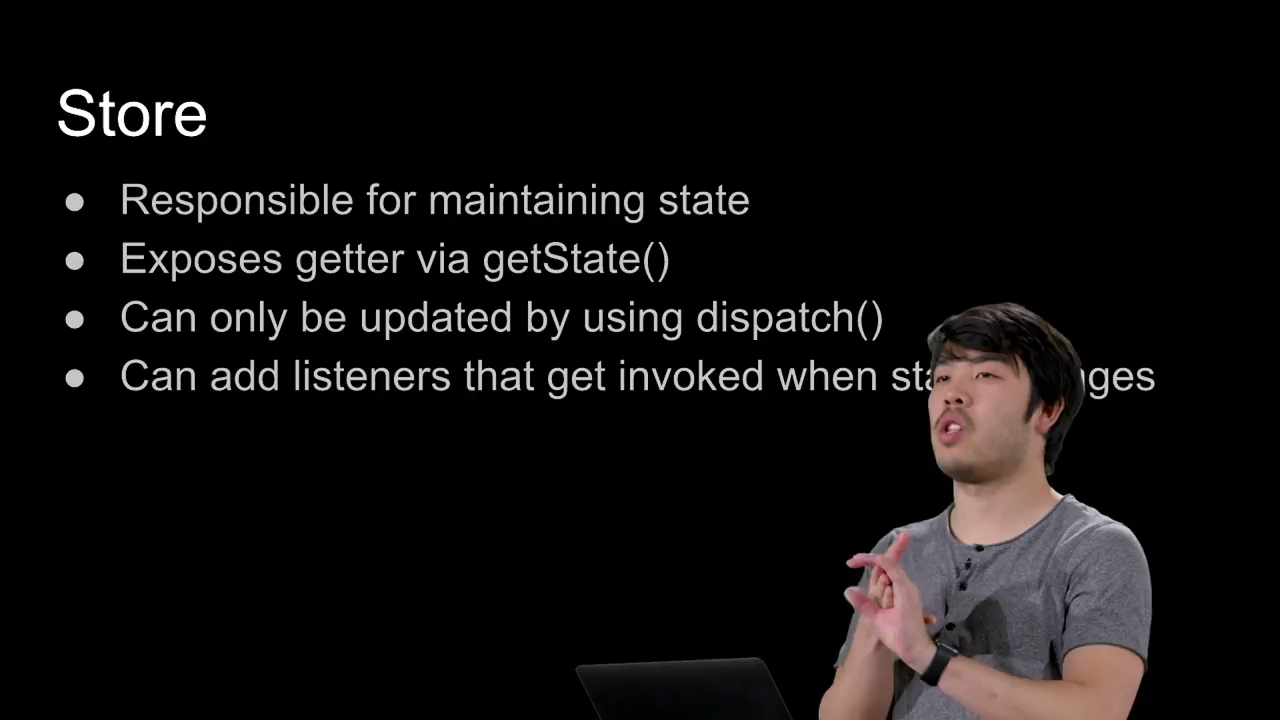 Store
● Responsible for maintaining state
● Exposes getter via getState()
● Can only be updated by using dispatch()
● Can add listeners that get invoked when